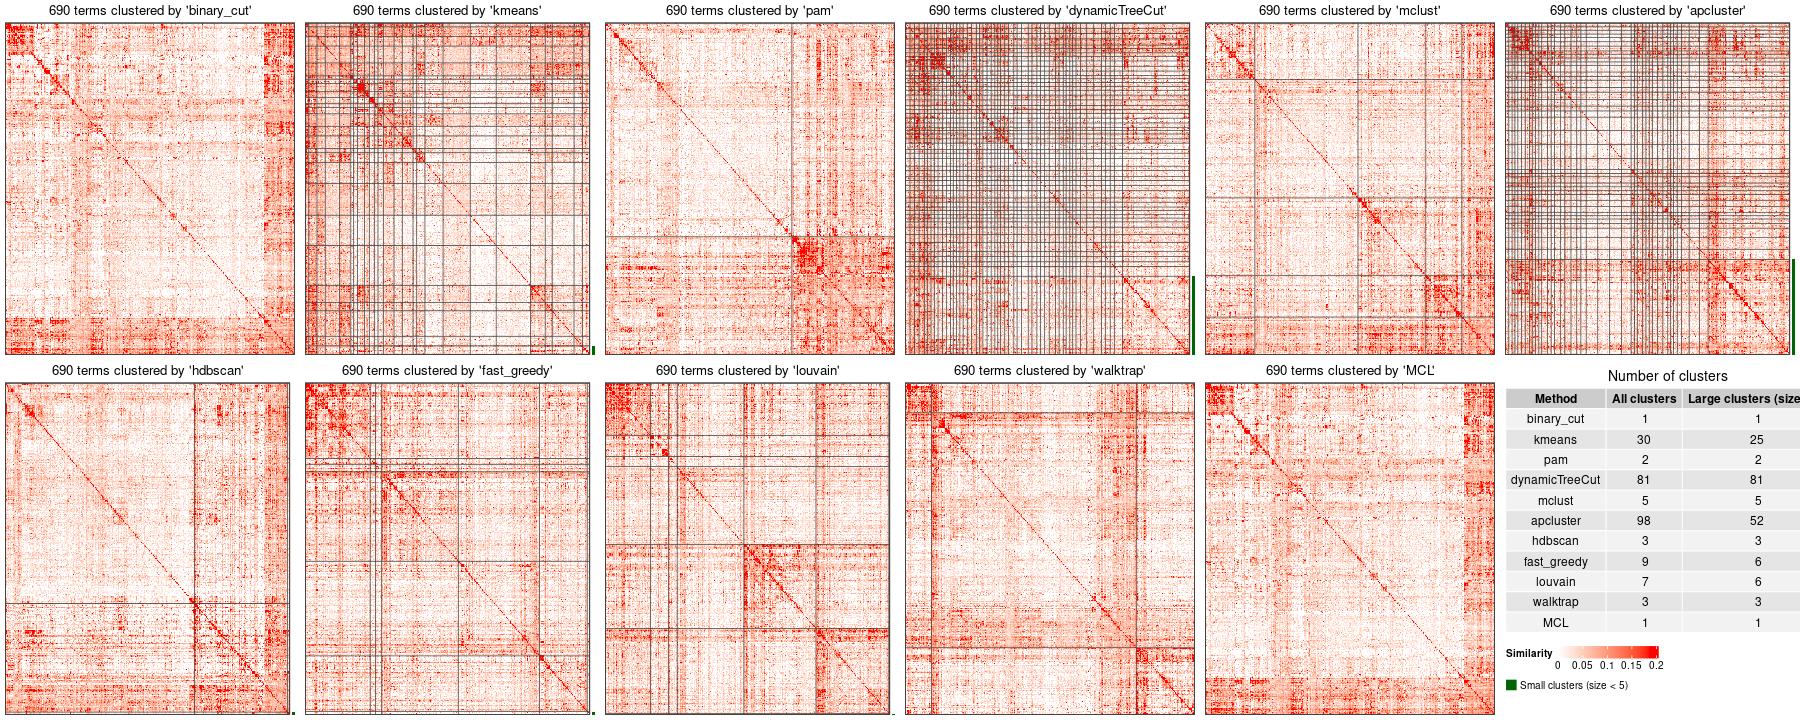 690 terms clustered by 'binary_cut'
690 terms clustered by 'kmeans'
690 terms clustered by 'pam'
690 terms clustered by 'dynamicTreeCut'
690 terms clustered by 'mclust'
690 terms clustered by 'apcluster'
690 terms clustered by 'hdbscan'
690 terms clustered by 'fast_greedy'
690 terms clustered by 'louvain'
690 terms clustered by 'walktrap'
690 terms clustered by 'MCL'
Number of clusters
Method All clusters Large clusters (size
binary_cut 1 1
kmeans 30 25
pam 2 2
dynamicTreeCut 81 81
mclust 5 5
apcluster 98 52
hdbscan 3 3
fast_greedy 9 6
louvain 7 6
walktrap 3 3
MCL 1 1
Similarity
0 0.05 0.1 0.15 0.2
Small clusters (size < 5)